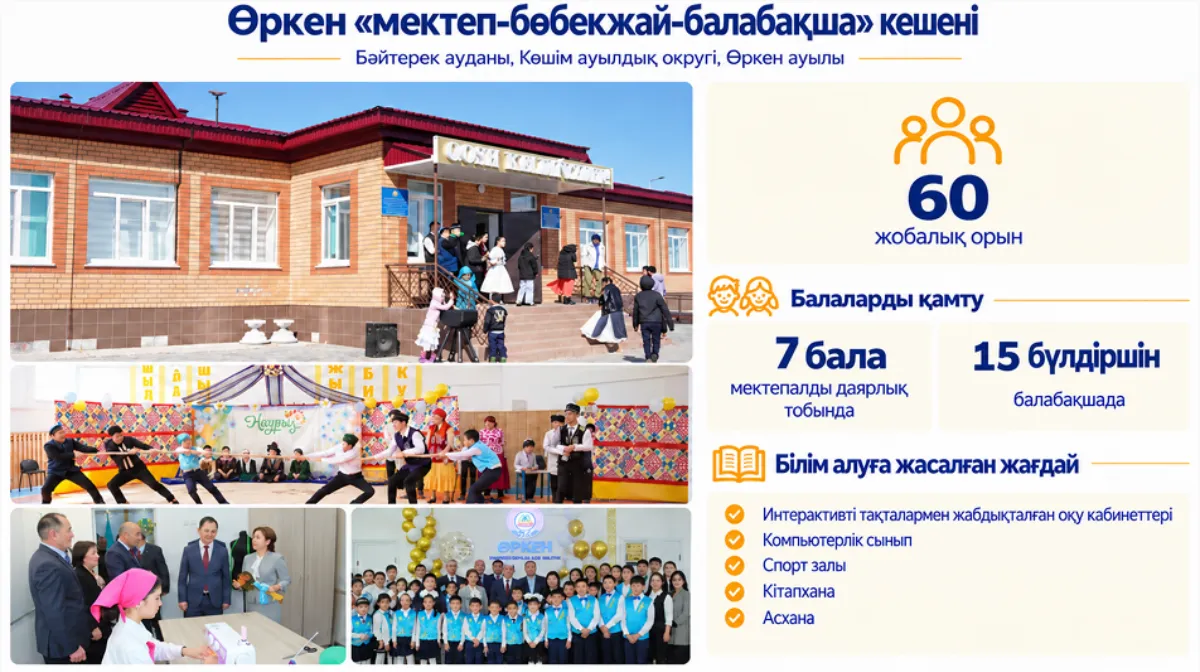 Өркен «мектеп-бөбекжай-балабақша» кешені
Бәйтерек ауданы, Көшім ауылдық округі, Өркен ауылы
60
жобалық орын
Балаларды қамту
7 бала
мектепалды даярлық
тобында
15 бүлдіршін
балабақшада
Білім алуға жасалған жағдай
Интерактивті тақталармен жабдықталған оқу кабинеттері
Компьютерлік сынып
Спорт залы
Кітапхана
Асхана
Наурыз
ӨРКЕН